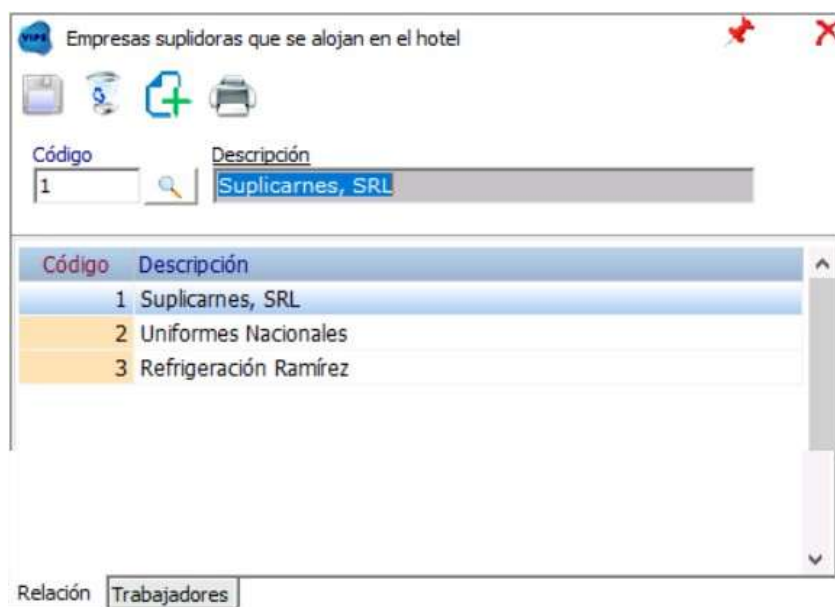 VIPS Empresas suplidoras que se alojan en el hotel
Código Descripción
1 Suplicarnes, SRL
Código Descripción
1 Suplicarnes, SRL
2 Uniformes Nacionales
3 Refrigeración Ramírez
Relación Trabajadores